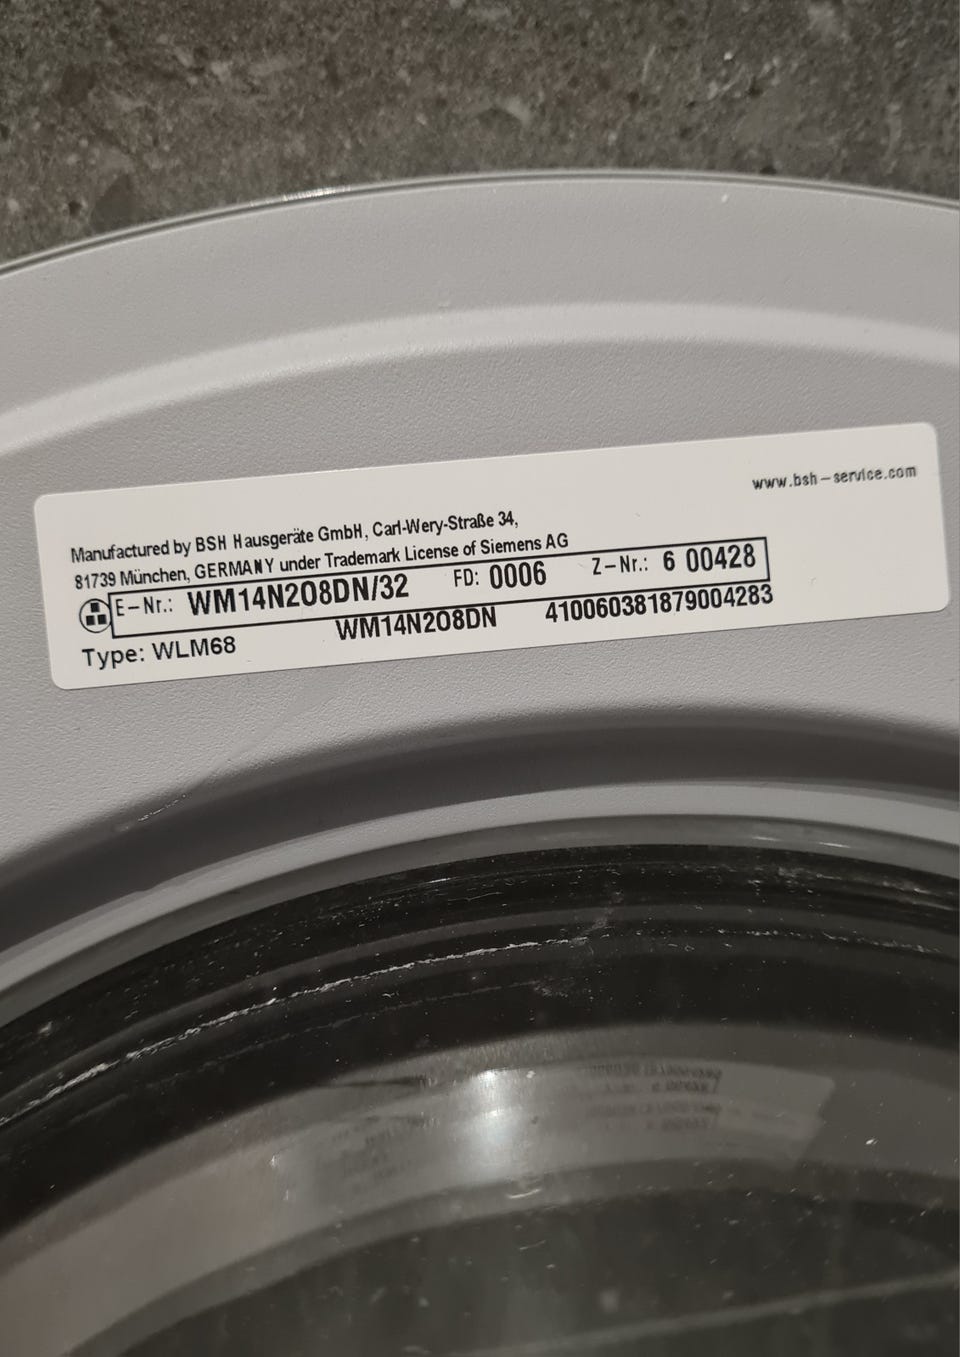 www.bsh-service.com
Manufactured by BSH Hausgeräte GmbH, Carl-Wery-Straße 34,
81739 München, GERMANY under Trademark License of Siemens AG
E-Nr.: WM14N208DN/32 FD: 0006 Z-Nr.: 6 00428
Type: WLM68 WM14N208DN 410060381879004283